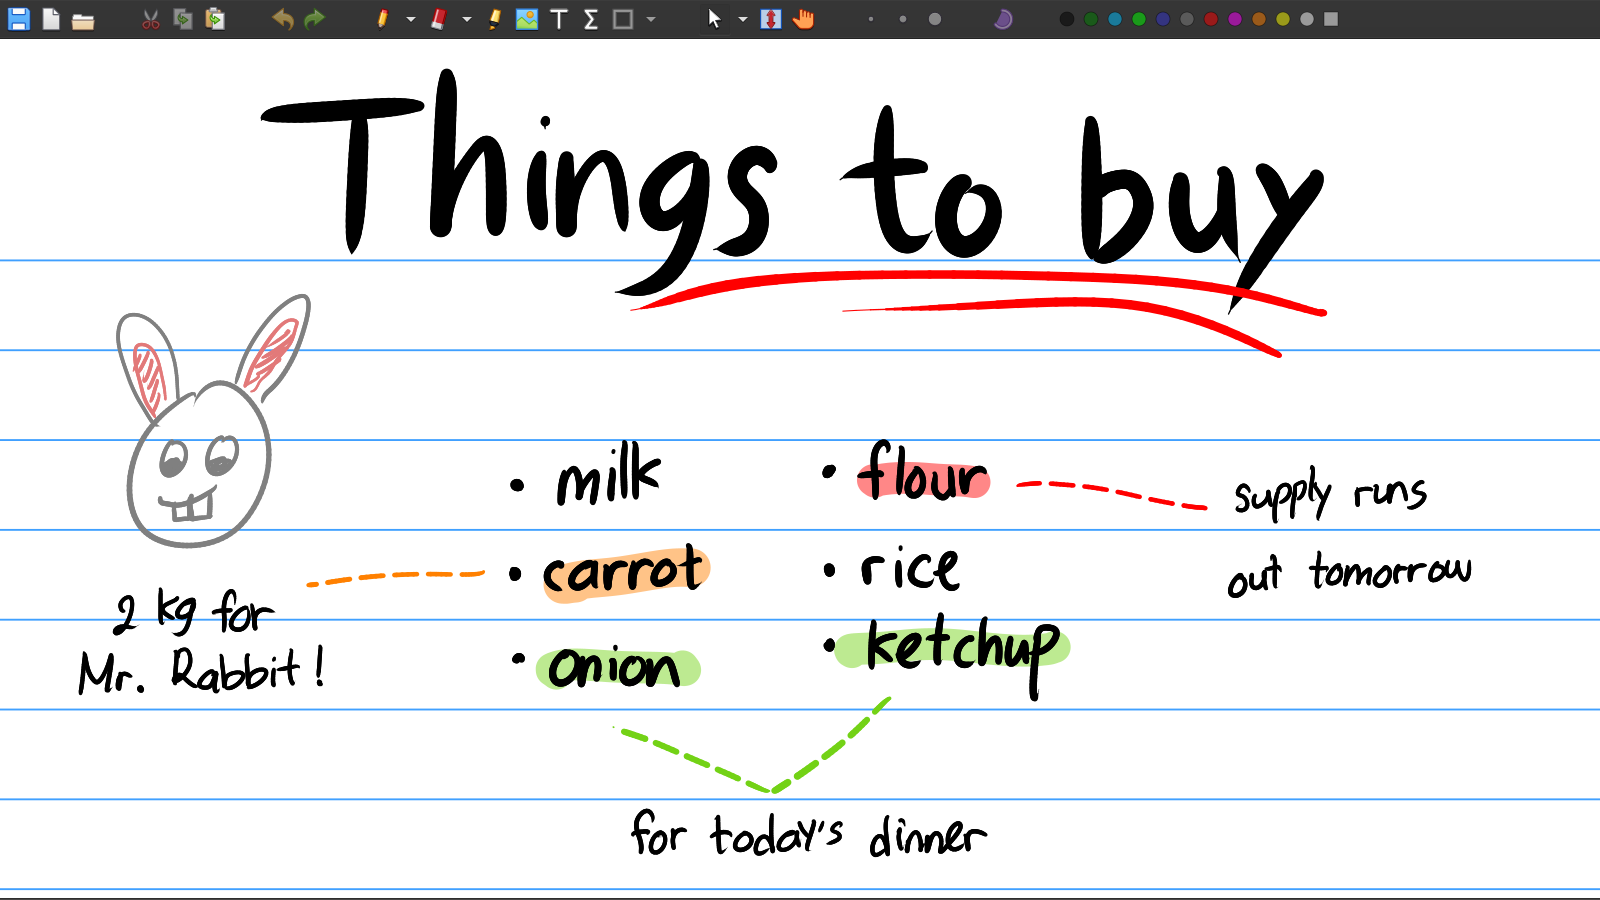 Things to buy
• milk
• carrot
• onion
• flour
• rice
• ketchup
2 kg for
Mr. Rabbit!
supply runs
out tomorrow
for today's dinner